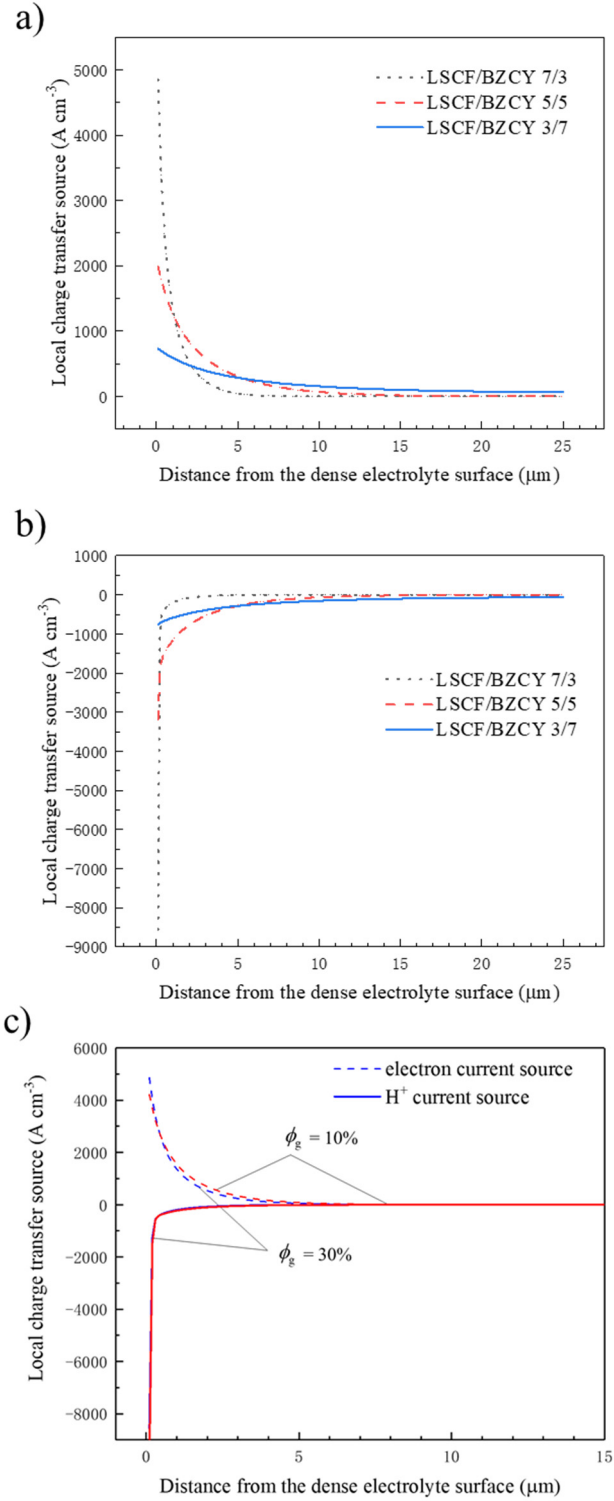 a)
5000
4000
3000
2000
1000
0
Local charge transfer source (A cm⁻³)
LSCF/BZCY 7/3
LSCF/BZCY 5/5
LSCF/BZCY 3/7
0 5 10 15 20 25
Distance from the dense electrolyte surface (μm)
b)
1000
0
-1000
-2000
-3000
-4000
-5000
-6000
-7000
-8000
-9000
Local charge transfer source (A cm⁻³)
LSCF/BZCY 7/3
LSCF/BZCY 5/5
LSCF/BZCY 3/7
0 5 10 15 20 25
Distance from the dense electrolyte surface (μm)
c)
6000
4000
2000
0
-2000
-4000
-6000
-8000
Local charge transfer source (A cm⁻³)
electron current source
H⁺ current source
ϕg = 10%
ϕg = 30%
0 5 10 15
Distance from the dense electrolyte surface (μm)